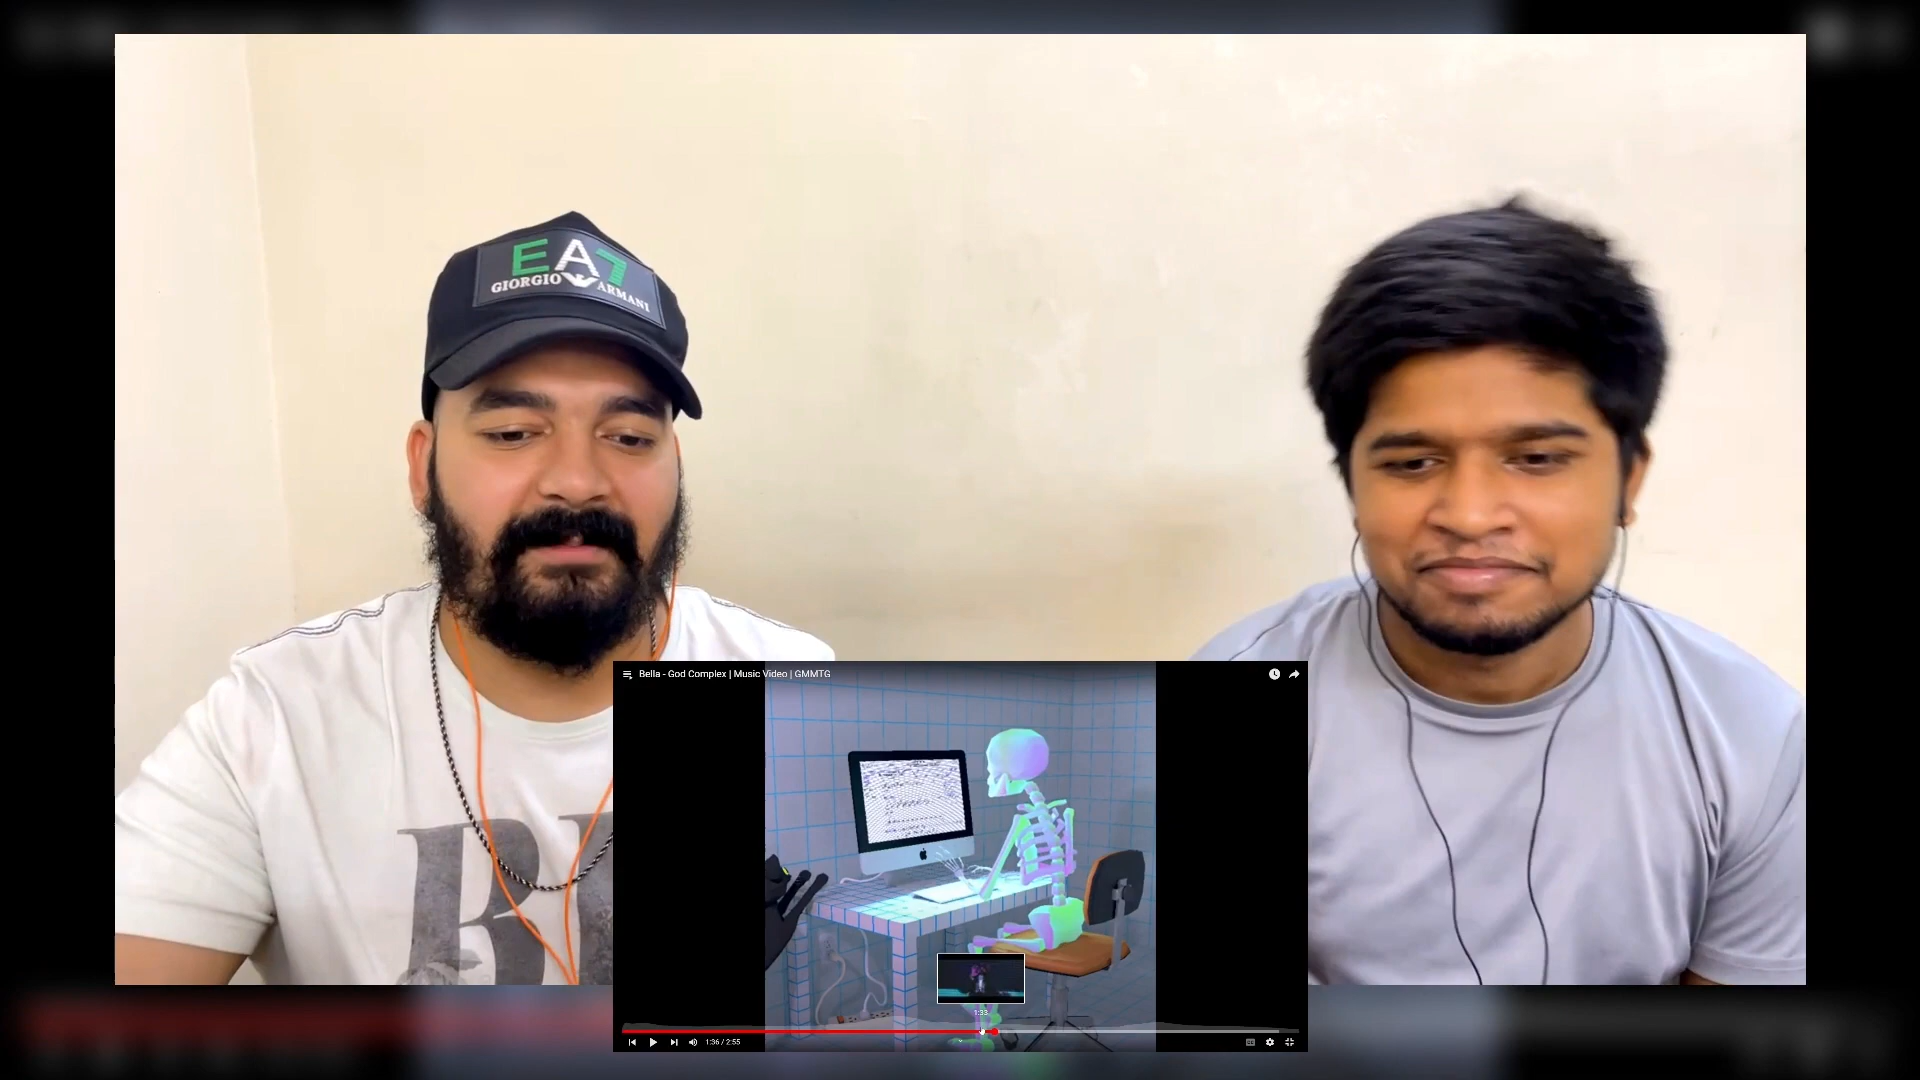 EA7
GIORGIO ARMANI
Bella - God Complex | Music Video | GMMTG
1:33
1:36 / 2:55